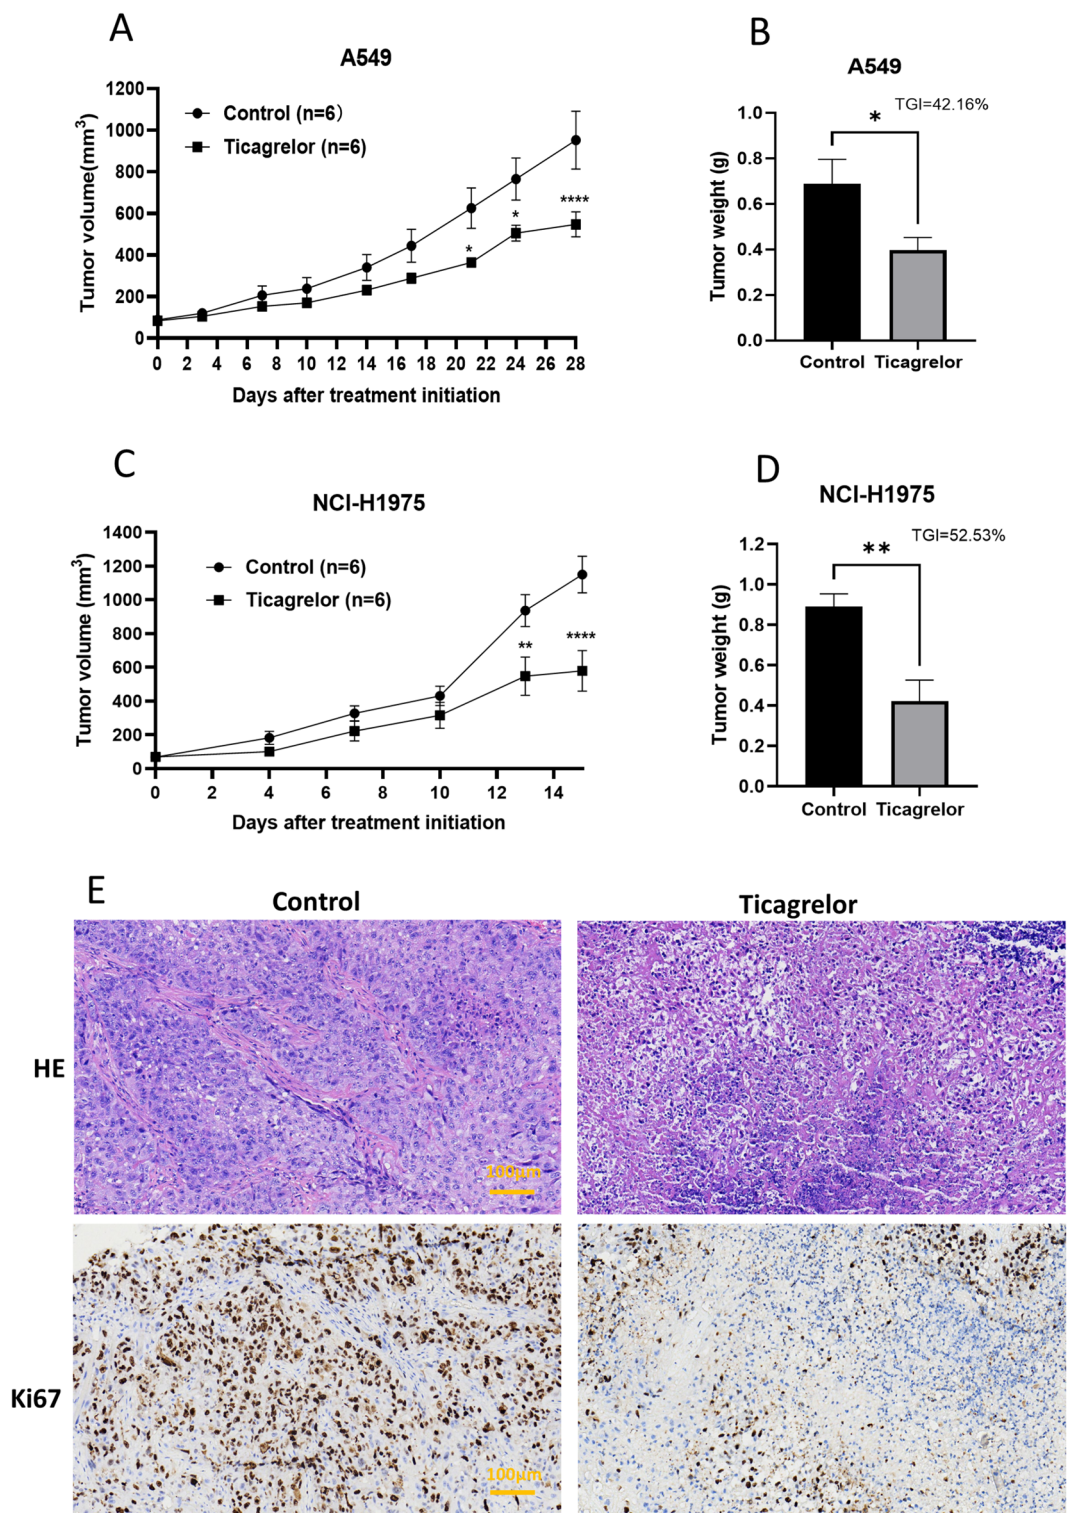 A
A549
1200
1000
800
600
400
200
0
Tumor volume(mm3)
Control (n=6)
Ticagrelor (n=6)
*
*
****
0 2 4 6 8 10 12 14 16 18 20 22 24 26 28
Days after treatment initiation
B
A549
TGI=42.16%
*
1.0
0.8
0.6
0.4
0.2
0.0
Tumor weight (g)
Control Ticagrelor
C
NCI-H1975
1400
1200
1000
800
600
400
200
0
Tumor volume (mm3)
Control (n=6)
Ticagrelor (n=6)
**
****
0 2 4 6 8 10 12 14
Days after treatment initiation
D
NCI-H1975
TGI=52.53%
**
1.2
1.0
0.8
0.6
0.4
0.2
0.0
Tumor weight (g)
Control Ticagrelor
E
Control
Ticagrelor
HE
100μm
Ki67
100μm